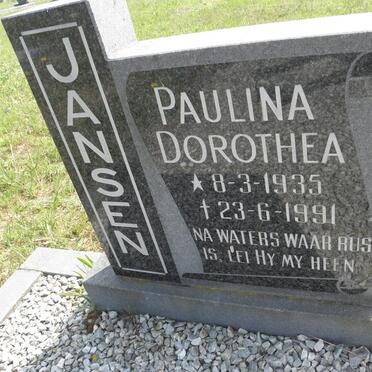 JANSEN
PAULINA
DOROTHEA
★ 8-3-1935
✝ 23-6-1991
NA WATERS WAAR RUS
IS, LEI HY MY HEEN